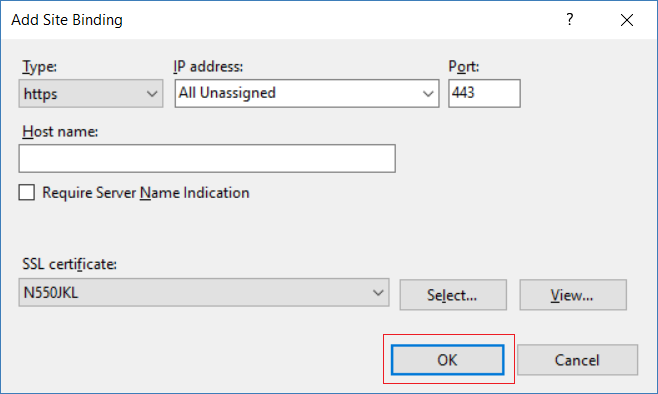 Add Site Binding ?
Type: IP address: Port:
https All Unassigned 443
Host name:
Require Server Name Indication
SSL certificate:
N550JKL Select... View...
OK Cancel